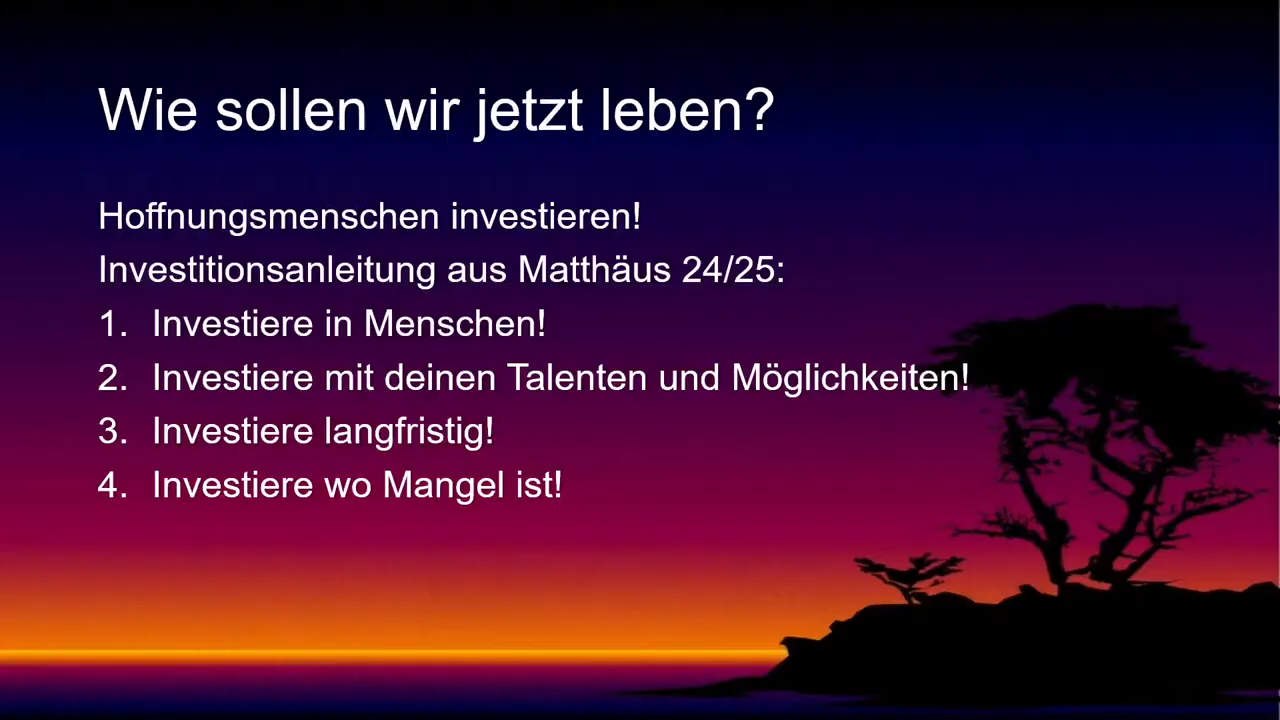 Wie sollen wir jetzt leben?
Hoffnungsmenschen investieren!
Investitionsanleitung aus Matthäus 24/25:
1. Investiere in Menschen!
2. Investiere mit deinen Talenten und Möglichkeiten!
3. Investiere langfristig!
4. Investiere wo Mangel ist!